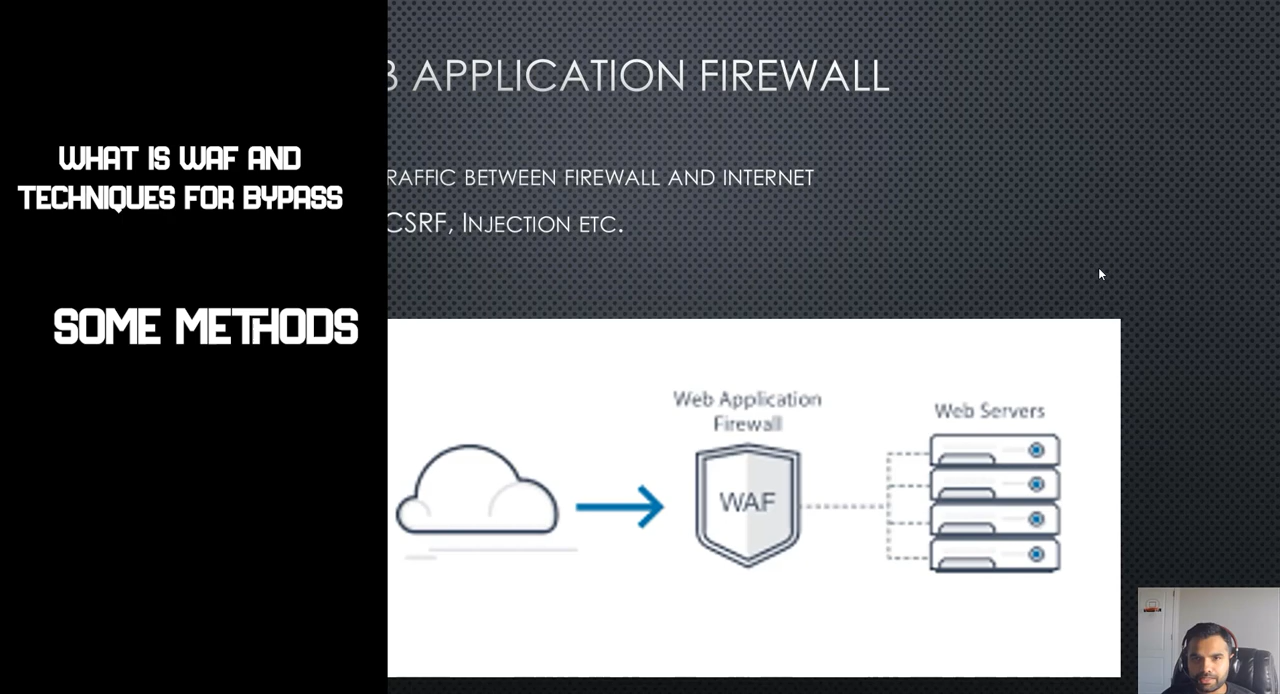 WHAT IS WAF AND
TECHNIQUES FOR BYPASS
SOME METHODS
B APPLICATION FIREWALL
RAFFIC BETWEEN FIREWALL AND INTERNET
CSRF, INJECTION ETC.
Web Application
Firewall
WAF
Web Servers